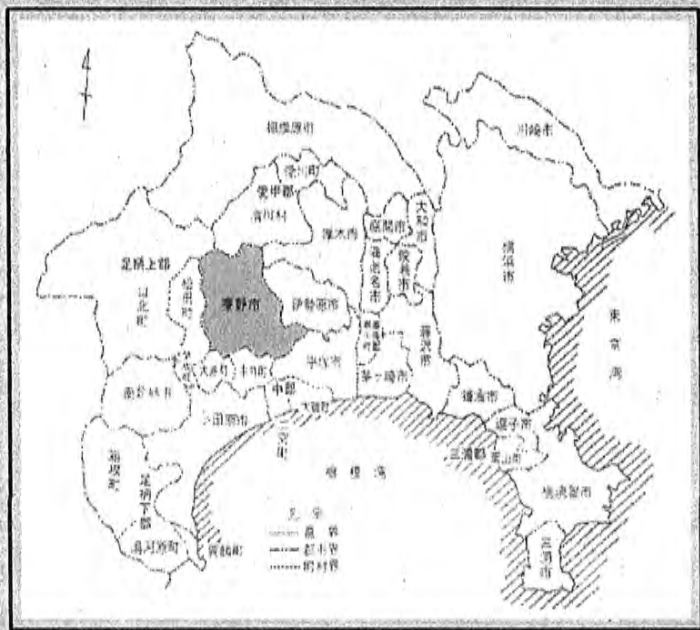 川崎市
相模原市
愛川町
愛甲郡
清川村
厚木市
座間市
大和市
海老名市
綾瀬市
横浜市
足柄上郡
山北町
松田町
秦野市
伊勢原市
藤沢市
東京湾
大井町
中井町
平塚市
茅ヶ崎市
鎌倉市
南足柄市
中郡
大磯町
小田原市
二宮町
逗子市
三浦郡
葉山町
箱根町
足柄下郡
相模湾
横須賀市
湯河原町
真鶴町
三浦市
凡例
県界
郡市界
町村界